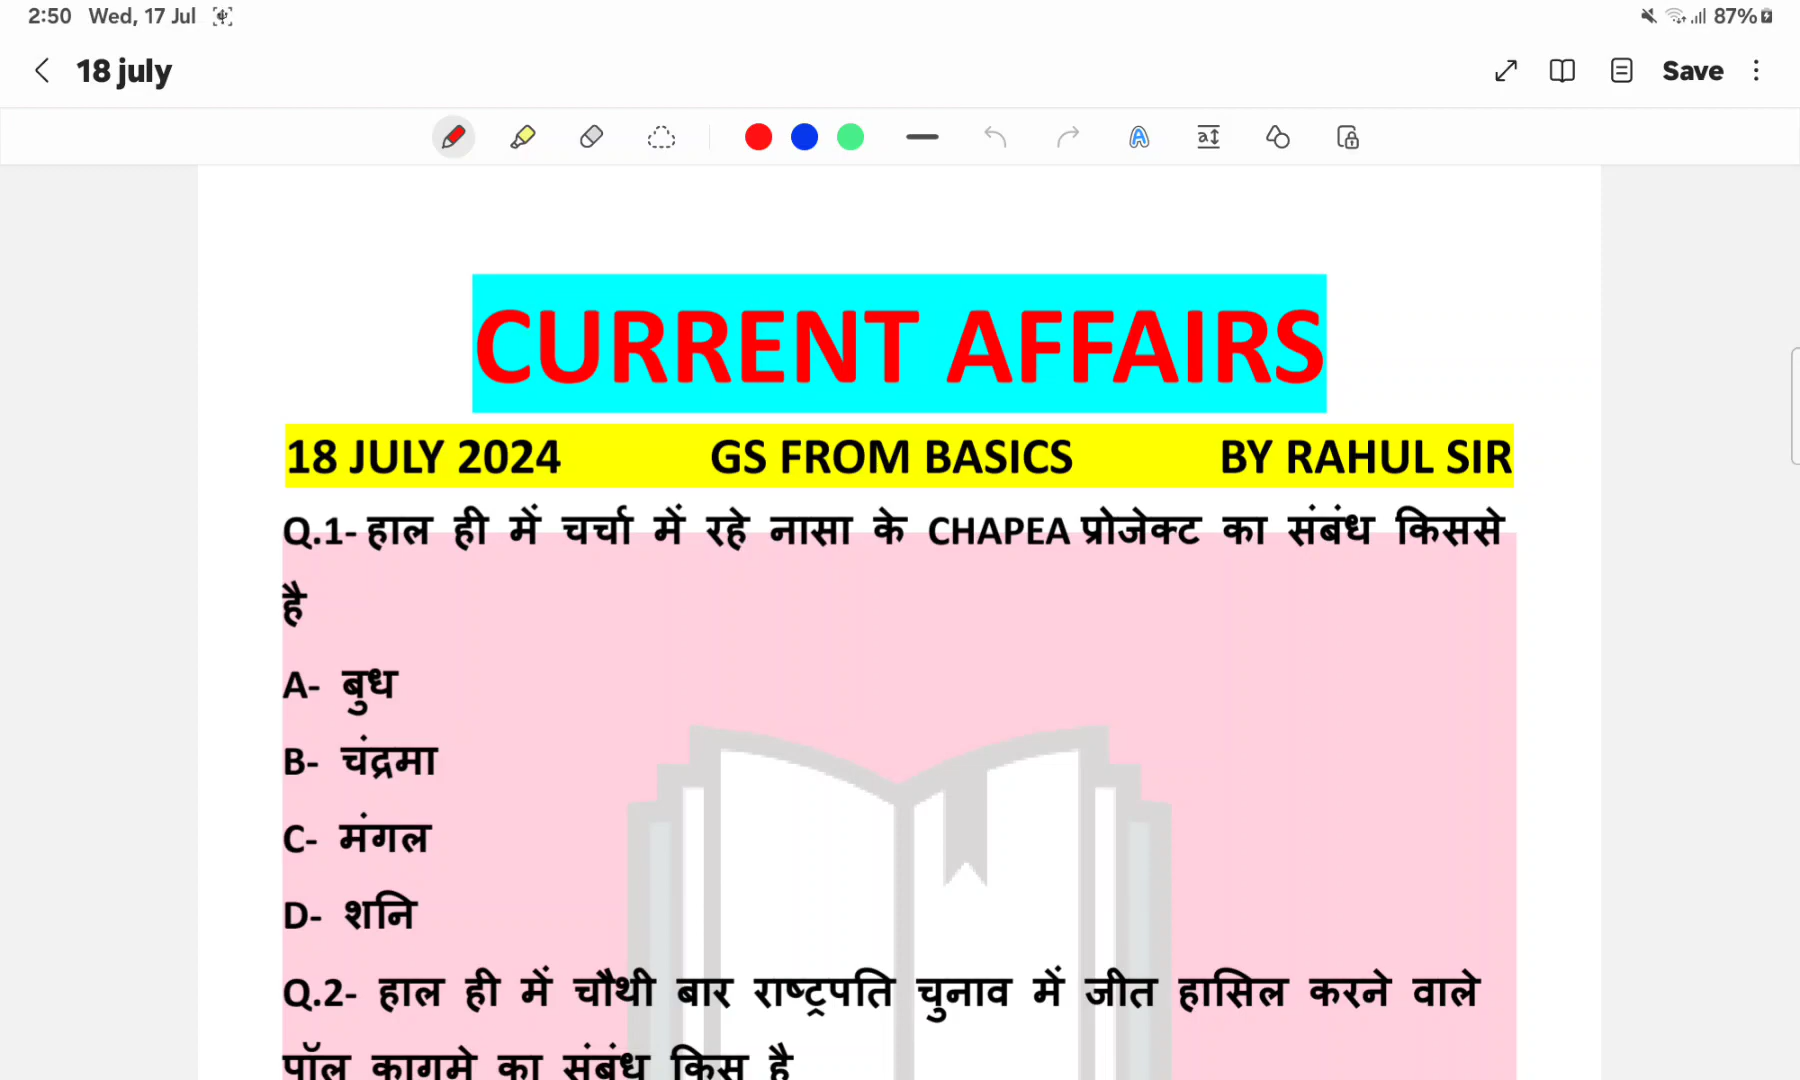 2:50 Wed, 17 Jul 87%
18 july Save
CURRENT AFFAIRS
18 JULY 2024 GS FROM BASICS BY RAHUL SIR
Q.1- हाल ही में चर्चा में रहे नासा के CHAPEA प्रोजेक्ट का संबंध किससे
है
A- बुध
B- चंद्रमा
C- मंगल
D- शनि
Q.2- हाल ही में चौथी बार राष्ट्रपति चुनाव में जीत हासिल करने वाले
पॉल कागमे का संबंध किस है